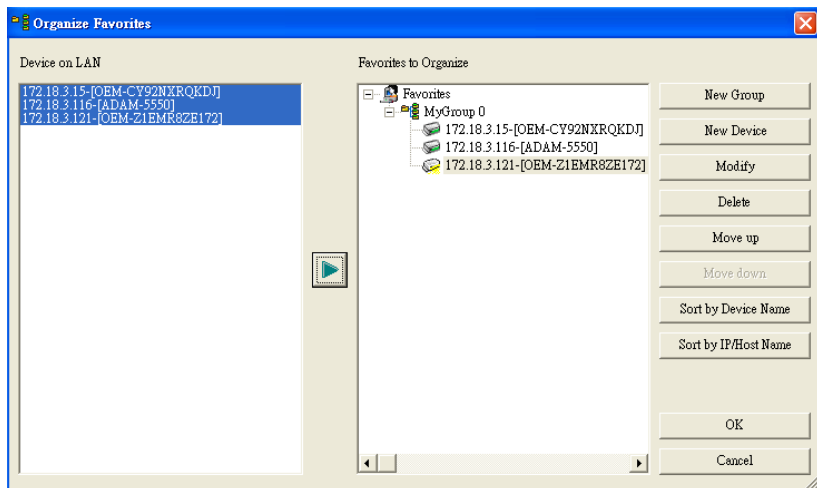 Organize Favorites
Device on LAN
172.18.3.15-[OEM-CY92NXRQKDJ]
172.18.3.116-[ADAM-5550]
172.18.3.121-[OEM-Z1EMR8ZE172]
Favorites to Organize
Favorites
MyGroup 0
172.18.3.15-[OEM-CY92NXRQKDJ]
172.18.3.116-[ADAM-5550]
172.18.3.121-[OEM-Z1EMR8ZE172]
New Group
New Device
Modify
Delete
Move up
Move down
Sort by Device Name
Sort by IP/Host Name
OK
Cancel